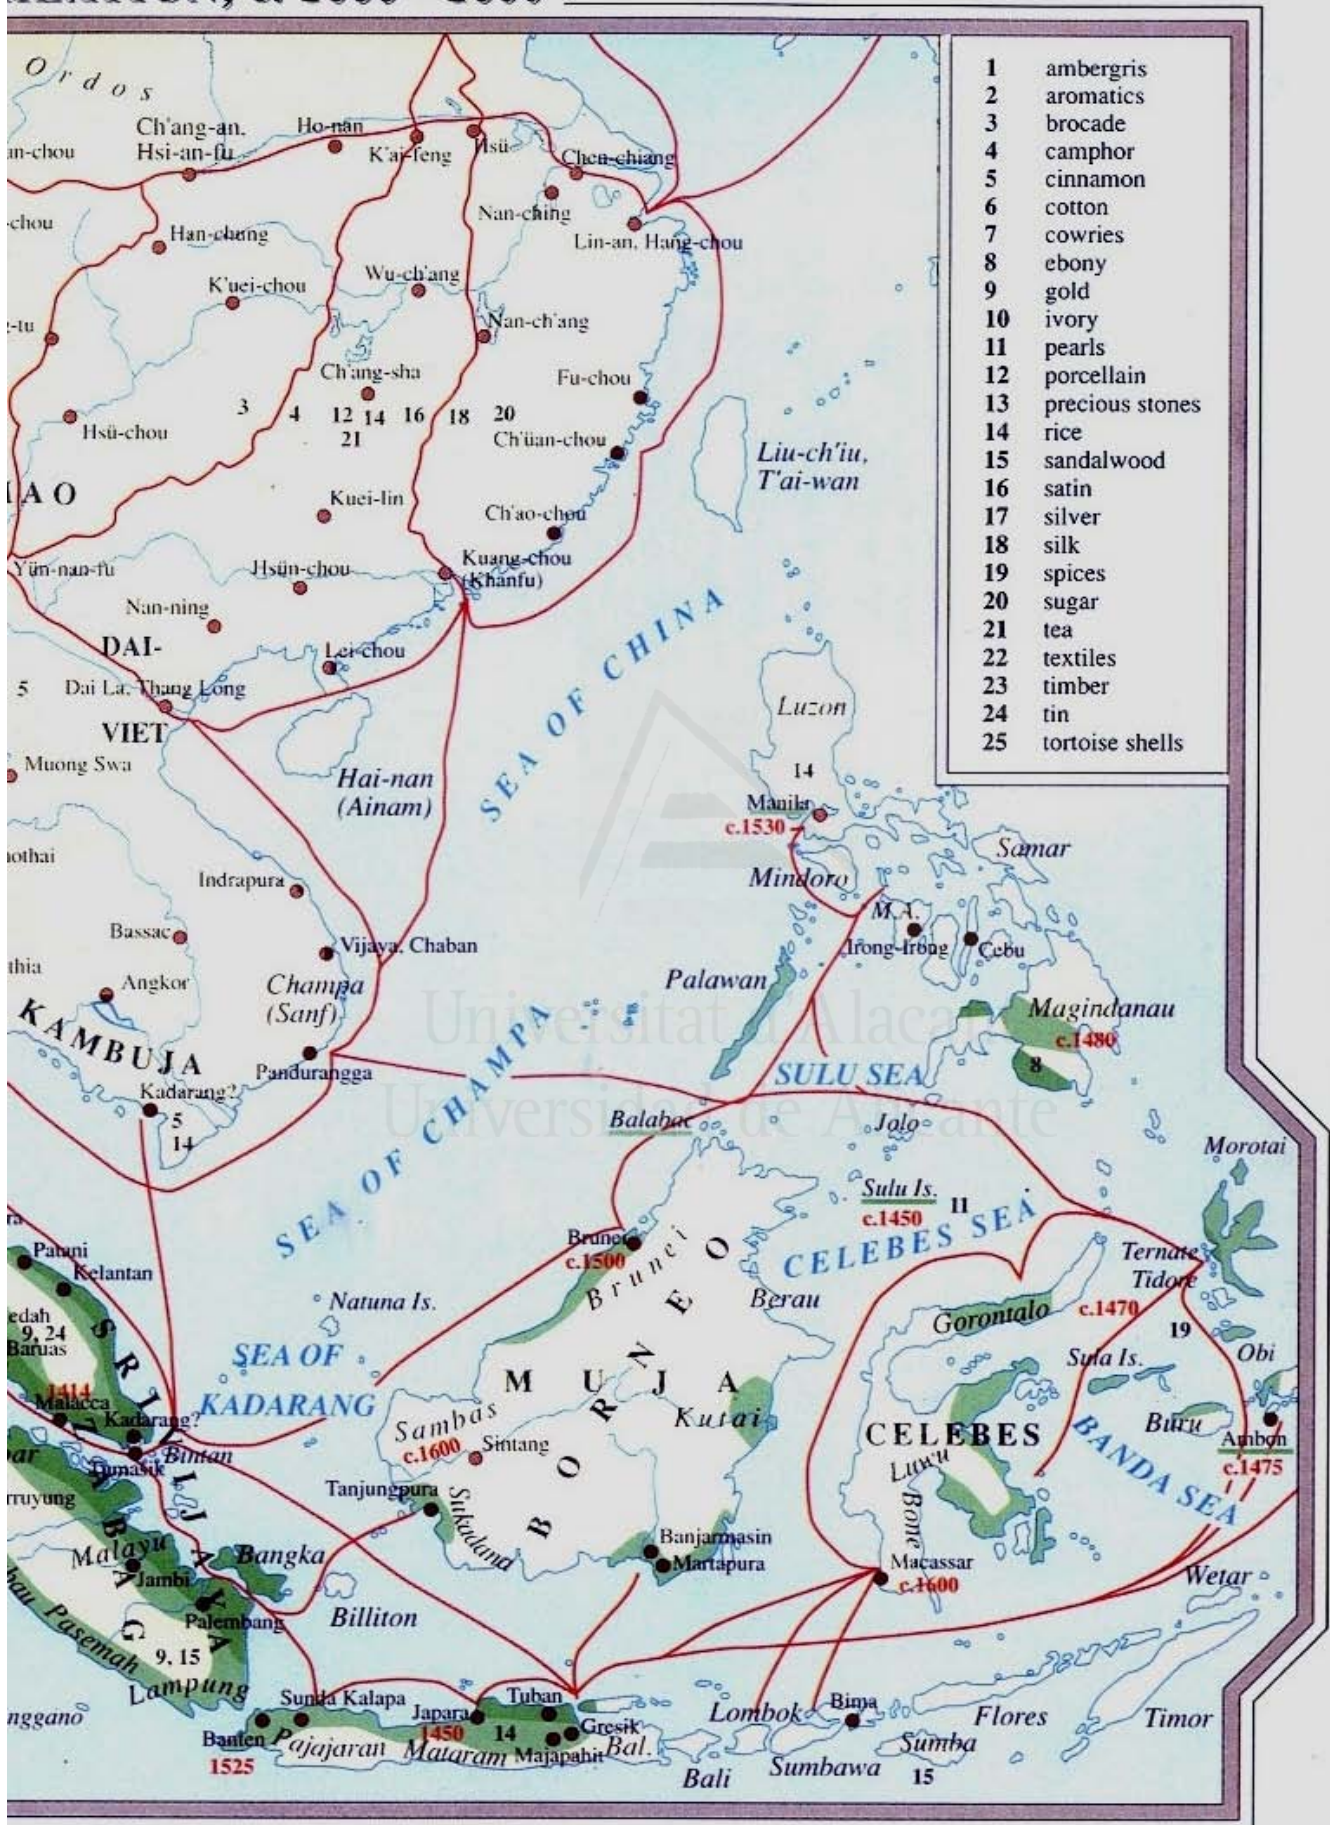 Ordos
Ch'ang-an,
Hsi-an-fu
Ho-nan
K'ai-feng
Hsü
Chen-chiang
an-chou
Nan-ching
Lin-an, Hang-chou
-chou
Han-chung
K'uei-chou
Wu-ch'ang
Nan-ch'ang
-tu
Ch'ang-sha
Fu-chou
3 4 12 14 16 18 20
21
Hsü-chou
Ch'üan-chou
Liu-ch'iu,
T'ai-wan
Kuei-lin
Ch'ao-chou
Yün-nan-fu
Hsün-chou
Kuang-chou
(Khanfu)
Nan-ning
DAI-
VIET
Lei-chou
5
Dai La, Thang Long
Muong Swa
Hai-nan
(Ainam)
SEA OF CHINA
Luzon
14
Manila
c.1530
Mindoro
Samar
M.A.
Irong-Irong
Cebu
Palawan
Magindanau
c.1480
8
SULU SEA
othai
Indrapura
Bassac
Vijaya, Chaban
thia
Angkor
Champa
(Sanf)
KAMBUJA
Pandurangga
Kadarang?
5
14
SEA OF CHAMPA
Balabac
Jolo
Sulu Is.
c.1450
11
CELEBES SEA
Morotai
Ternate
Tidore
ra
Patani
Kelantan
edah
9, 24
Baruas
1414
Malacca
Kadarang?
Tumasik
Bintan
SRIVIJAYA
Natuna Is.
SEA OF
KADARANG
Brunei
c.1500
Brunei
BORNEO
MUJA
Berau
Kutai
Sambas
c.1600
Sintang
Tanjungpura
Sukadana
Banjarmasin
Martapura
Gorontalo
c.1470
19
Sula Is.
Obi
Buru
Ambon
c.1475
CELEBES
Luwu
Bone
BANDA SEA
Macassar
c.1600
Wetar
Malayu
Jambi
Bangka
Palembang
Billiton
Pasemah
9, 15
Lampung
nggano
Banten
1525
Sunda Kalapa
Pajajaran
Japara
1450
14
Mataram
Tuban
Gresik
Majapahit
Bal.
Bali
Lombok
Bima
Sumbawa
Sumba
15
Flores
Timor
1 ambergris
2 aromatics
3 brocade
4 camphor
5 cinnamon
6 cotton
7 cowries
8 ebony
9 gold
10 ivory
11 pearls
12 porcellain
13 precious stones
14 rice
15 sandalwood
16 satin
17 silver
18 silk
19 spices
20 sugar
21 tea
22 textiles
23 timber
24 tin
25 tortoise shells
Universitat d'Alacant
Universidad de Alicante